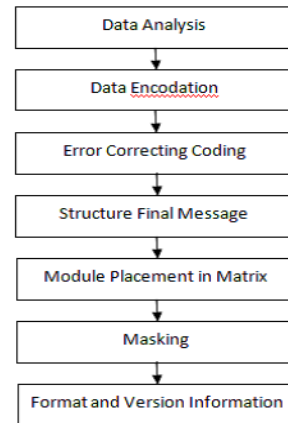 Data Analysis
Data Encodation
Error Correcting Coding
Structure Final Message
Module Placement in Matrix
Masking
Format and Version Information